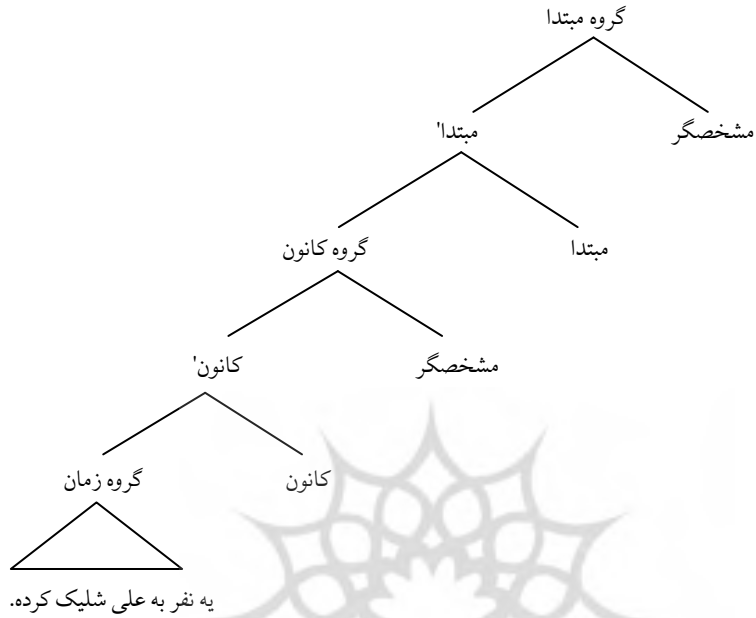 گروه مبتدا
مشخصگر
مبتدا'
مبتدا
گروه کانون
مشخصگر
کانون'
کانون
گروه زمان
یه نفر به علی شلیک کرده.